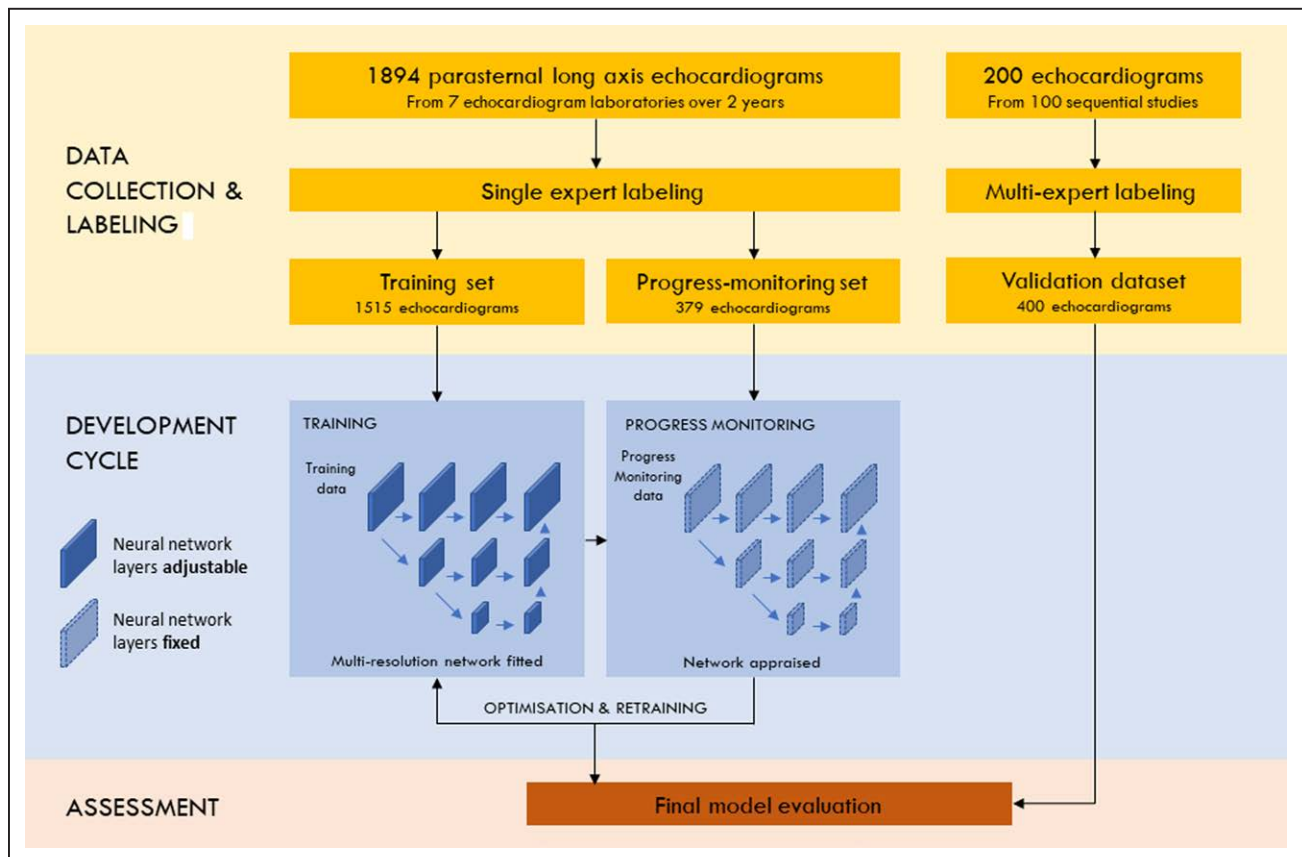 DATA
COLLECTION &
LABELING
1894 parasternal long axis echocardiograms
From 7 echocardiogram laboratories over 2 years
200 echocardiograms
From 100 sequential studies
Single expert labeling
Multi-expert labeling
Training set
1515 echocardiograms
Progress-monitoring set
379 echocardiograms
Validation dataset
400 echocardiograms
DEVELOPMENT
CYCLE
Neural network
layers adjustable
Neural network
layers fixed
TRAINING
Training
data
Multi-resolution network fitted
PROGRESS MONITORING
Progress
Monitoring
data
Network appraised
OPTIMISATION & RETRAINING
ASSESSMENT
Final model evaluation